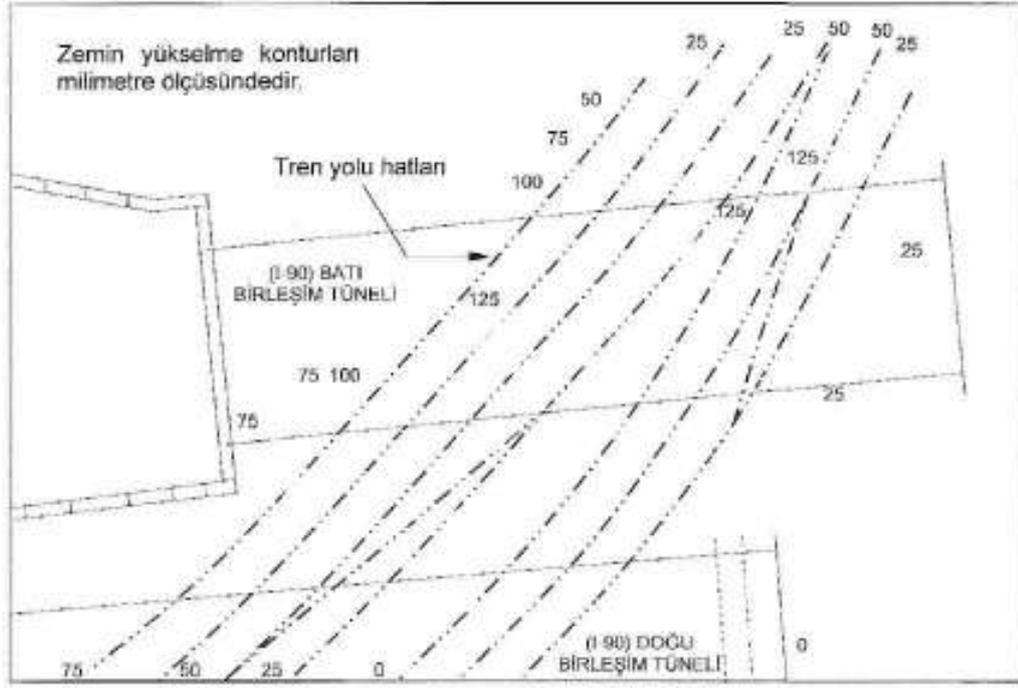 Zemin yükselme konturları
milimetre ölçüsündedir.
25
25
50
50
25
50
75
100
Tren yolu hatları
125
125
25
(I-90) BATI
BİRLEŞİM TÜNELİ
125
75 100
75
25
(I-90) DOĞU
BİRLEŞİM TÜNELİ
0
75
50
25
0